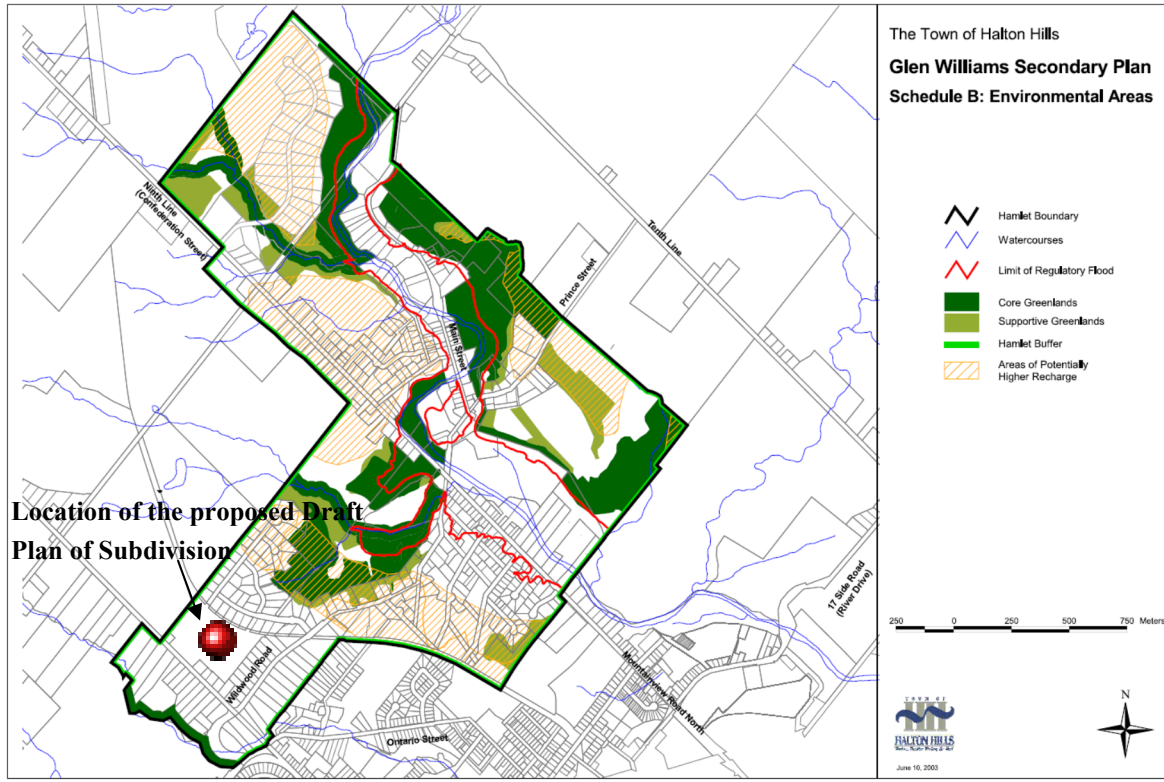 The Town of Halton Hills
Glen Williams Secondary Plan
Schedule B: Environmental Areas
Hamlet Boundary
Watercourses
Limit of Regulatory Flood
Core Greenlands
Supportive Greenlands
Hamlet Buffer
Areas of Potentially
Higher Recharge
Ninth Line
(Confederation Street)
Tenth Line
Prince Street
Main Street
Location of the proposed Draft
Plan of Subdivision
17 Side Road
(River Drive)
Wildwood Road
Mountainview Road North
Ontario Street
250 0 250 500 750 Meters
TOWN OF
HALTON HILLS
N
June 10, 2003